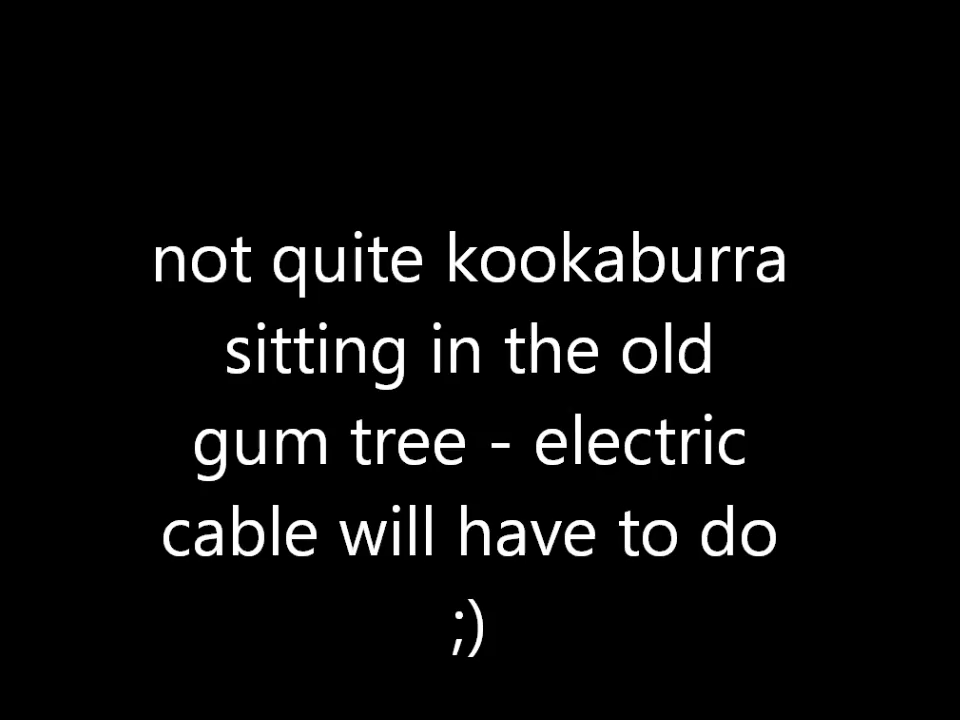 not quite kookaburra
sitting in the old
gum tree - electric
cable will have to do
;)